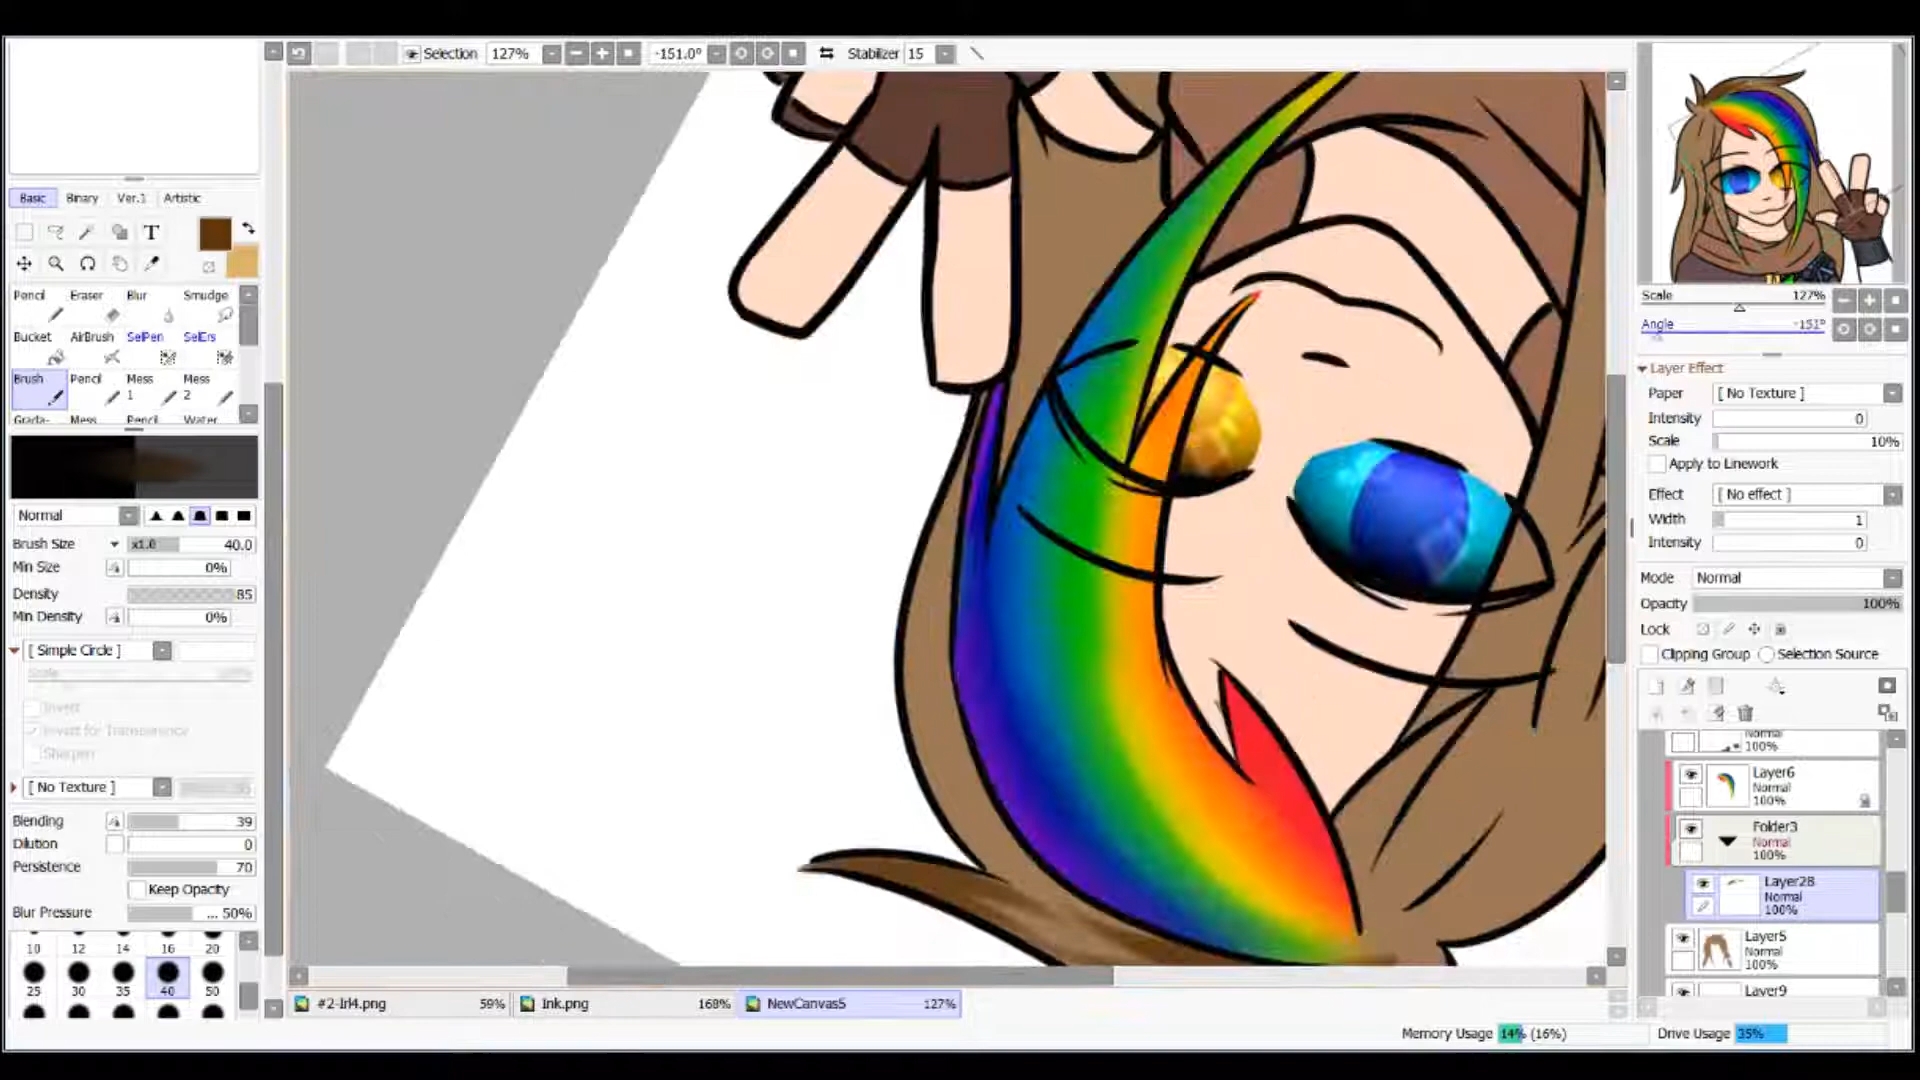 Selection 127% -151.0° Stabilizer 15
Basic Binary Ver.1 Artistic
T
Pencil Eraser Blur Smudge
Bucket AirBrush SelPen SelErs
Brush Pencil Mess 1 Mess 2
Grada- Mess Pencil Water
Normal
Brush Size x1.0 40.0
Min Size 0%
Density 85
Min Density 0%
[ Simple Circle ]
Scale
Invert
Invert for Transparency
Sharpen
[ No Texture ]
Blending 39
Dilution 0
Persistence 70
Keep Opacity
Blur Pressure ... 50%
10 12 14 16 20
25 30 35 40 50
#2-Irl4.png 59% Ink.png 168% NewCanvas5 127%
Scale 127%
Angle -151°
Layer Effect
Paper [ No Texture ]
Intensity 0
Scale 10%
Apply to Linework
Effect [ No effect ]
Width 1
Intensity 0
Mode Normal
Opacity 100%
Lock
Clipping Group Selection Source
Normal
100%
Layer6
Normal
100%
Folder3
Normal
100%
Layer28
Normal
100%
Layer5
Normal
100%
Layer9
Memory Usage 14% (16%) Drive Usage 35%